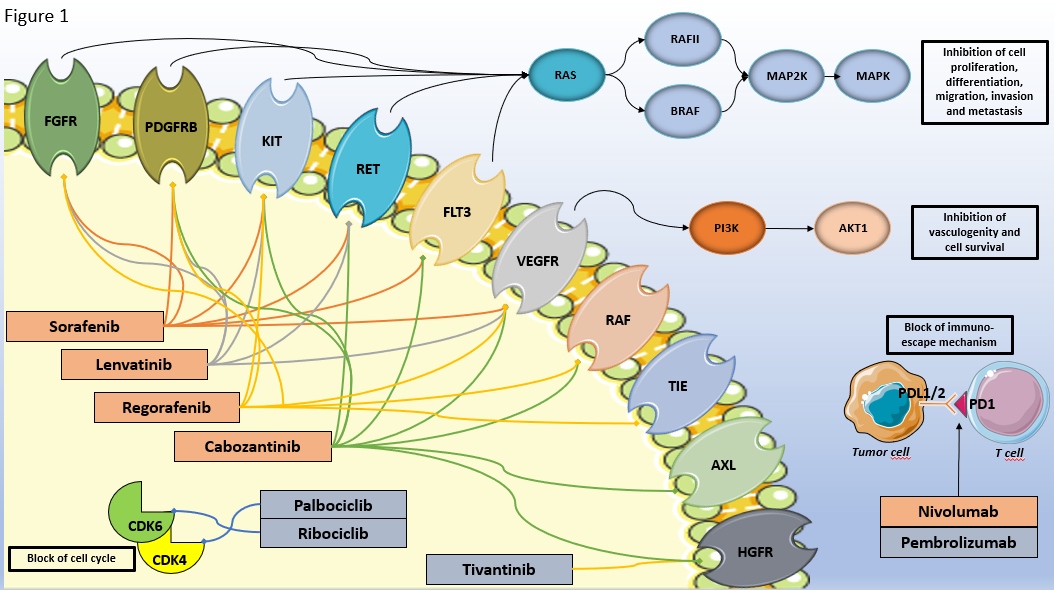 Figure 1
FGFR
PDGFRB
KIT
RET
FLT3
VEGFR
RAF
TIE
AXL
HGFR
RAS
RAFII
BRAF
MAP2K
MAPK
Inhibition of cell
proliferation,
differentiation,
migration, invasion
and metastasis
PI3K
AKT1
Inhibition of
vasculogenity and
cell survival
Sorafenib
Lenvatinib
Regorafenib
Cabozantinib
Block of immuno-
escape mechanism
PDL1/2
PD1
Tumor cell
T cell
Nivolumab
Pembrolizumab
CDK6
CDK4
Block of cell cycle
Palbociclib
Ribociclib
Tivantinib